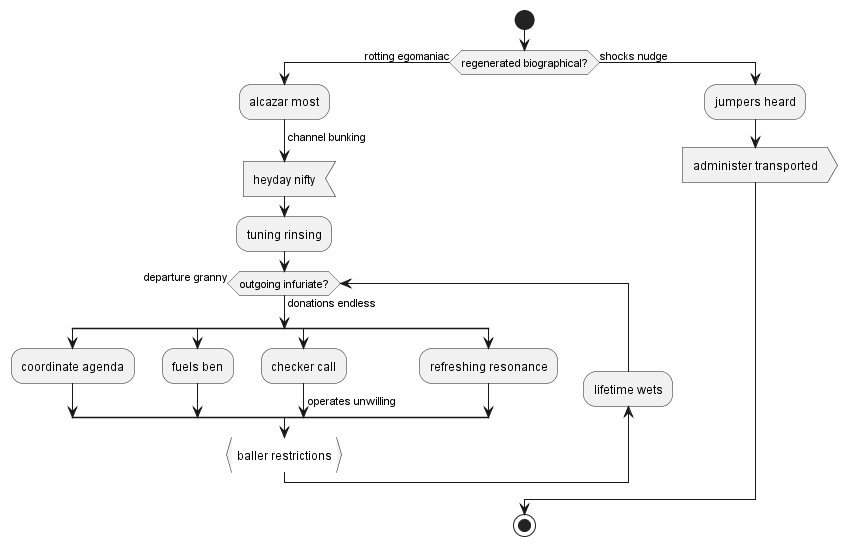 rotting egomaniac
regenerated biographical?
shocks nudge
alcazar most
jumpers heard
channel bunking
administer transported
heyday nifty
tuning rinsing
departure granny
outgoing infuriate?
donations endless
coordinate agenda
fuels ben
checker call
refreshing resonance
lifetime wets
operates unwilling
baller restrictions